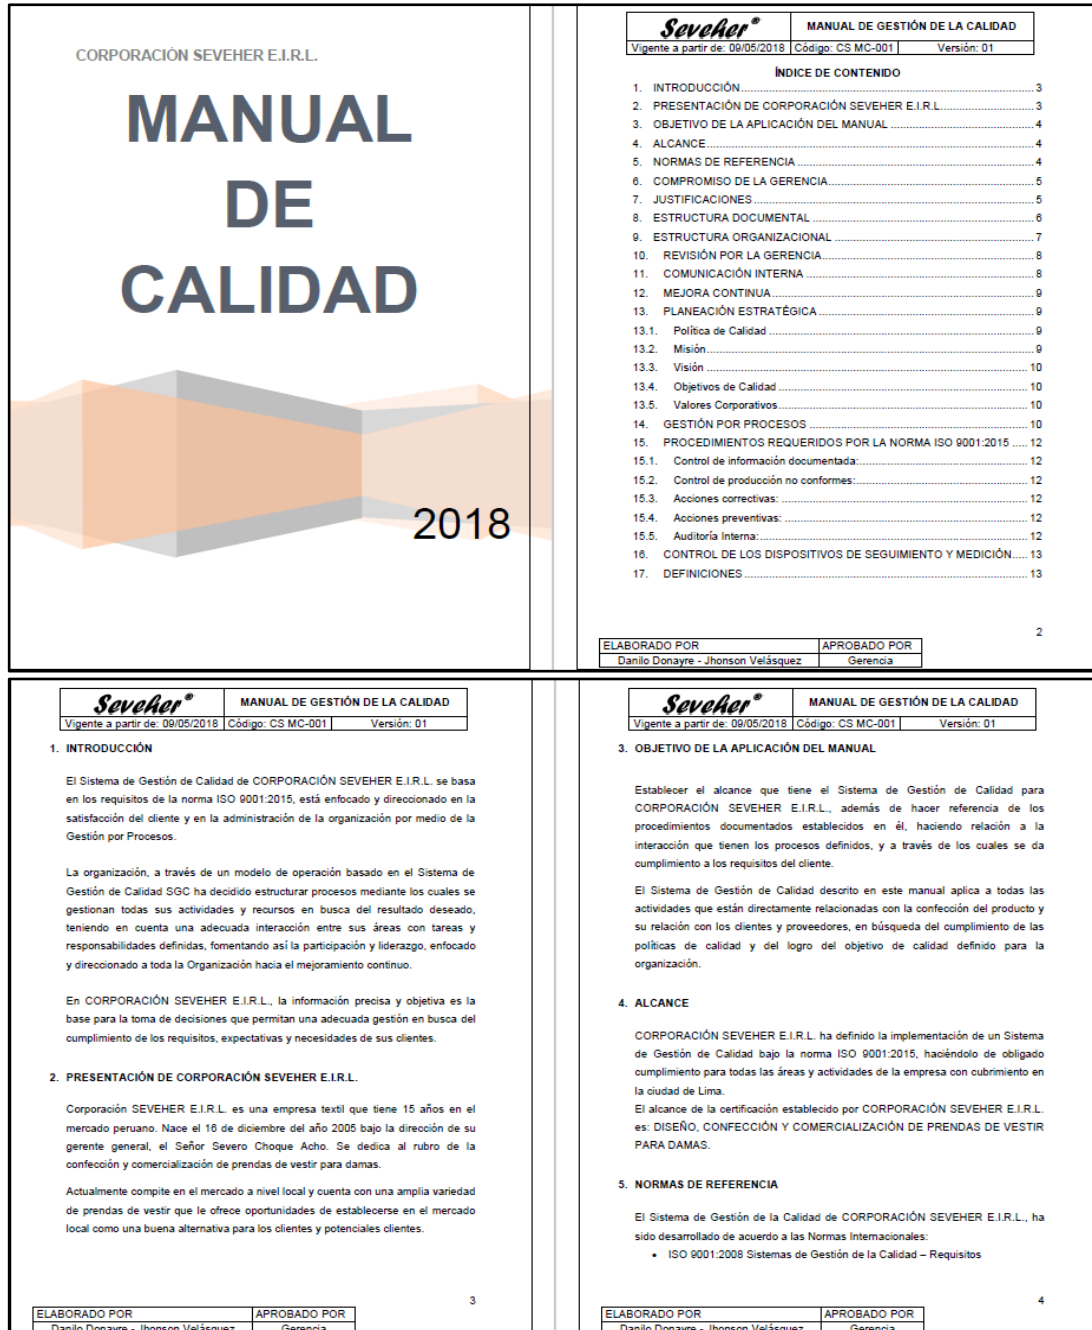 CORPORACIÓN SEVEHER E.I.R.L.
MANUAL
DE
CALIDAD
2018
Seveher®
MANUAL DE GESTIÓN DE LA CALIDAD
Vigente a partir de: 09/05/2018 Código: CS MC-001 Versión: 01
ÍNDICE DE CONTENIDO
1. INTRODUCCIÓN 3
2. PRESENTACIÓN DE CORPORACIÓN SEVEHER E.I.R.L. 3
3. OBJETIVO DE LA APLICACIÓN DEL MANUAL 4
4. ALCANCE 4
5. NORMAS DE REFERENCIA 4
6. COMPROMISO DE LA GERENCIA 5
7. JUSTIFICACIONES 5
8. ESTRUCTURA DOCUMENTAL 6
9. ESTRUCTURA ORGANIZACIONAL 7
10. REVISIÓN POR LA GERENCIA 8
11. COMUNICACIÓN INTERNA 8
12. MEJORA CONTINUA 9
13. PLANEACIÓN ESTRATÉGICA 9
13.1. Política de Calidad 9
13.2. Misión 9
13.3. Visión 10
13.4. Objetivos de Calidad 10
13.5. Valores Corporativos 10
14. GESTIÓN POR PROCESOS 10
15. PROCEDIMIENTOS REQUERIDOS POR LA NORMA ISO 9001:2015 12
15.1. Control de información documentada: 12
15.2. Control de producción no conformes: 12
15.3. Acciones correctivas: 12
15.4. Acciones preventivas: 12
15.5. Auditoría Interna: 12
16. CONTROL DE LOS DISPOSITIVOS DE SEGUIMIENTO Y MEDICIÓN 13
17. DEFINICIONES 13
2
ELABORADO POR APROBADO POR
Danilo Donayre - Jhonson Velásquez Gerencia
Seveher®
MANUAL DE GESTIÓN DE LA CALIDAD
Vigente a partir de: 09/05/2018 Código: CS MC-001 Versión: 01
1. INTRODUCCIÓN
El Sistema de Gestión de Calidad de CORPORACIÓN SEVEHER E.I.R.L. se basa
en los requisitos de la norma ISO 9001:2015, está enfocado y direccionado en la
satisfacción del cliente y en la administración de la organización por medio de la
Gestión por Procesos.
La organización, a través de un modelo de operación basado en el Sistema de
Gestión de Calidad SGC ha decidido estructurar procesos mediante los cuales se
gestionan todas sus actividades y recursos en busca del resultado deseado,
teniendo en cuenta una adecuada interacción entre sus áreas con tareas y
responsabilidades definidas, fomentando así la participación y liderazgo, enfocado
y direccionado a toda la Organización hacia el mejoramiento continuo.
En CORPORACIÓN SEVEHER E.I.R.L., la información precisa y objetiva es la
base para la toma de decisiones que permitan una adecuada gestión en busca del
cumplimiento de los requisitos, expectativas y necesidades de sus clientes.
2. PRESENTACIÓN DE CORPORACIÓN SEVEHER E.I.R.L.
Corporación SEVEHER E.I.R.L. es una empresa textil que tiene 15 años en el
mercado peruano. Nace el 16 de diciembre del año 2005 bajo la dirección de su
gerente general, el Señor Severo Choque Acho. Se dedica al rubro de la
confección y comercialización de prendas de vestir para damas.
Actualmente compite en el mercado a nivel local y cuenta con una amplia variedad
de prendas de vestir que le ofrece oportunidades de establecerse en el mercado
local como una buena alternativa para los clientes y potenciales clientes.
3
ELABORADO POR APROBADO POR
Danilo Donayre - Jhonson Velásquez Gerencia
Seveher®
MANUAL DE GESTIÓN DE LA CALIDAD
Vigente a partir de: 09/05/2018 Código: CS MC-001 Versión: 01
3. OBJETIVO DE LA APLICACIÓN DEL MANUAL
Establecer el alcance que tiene el Sistema de Gestión de Calidad para
CORPORACIÓN SEVEHER E.I.R.L., además de hacer referencia de los
procedimientos documentados establecidos en él, haciendo relación a la
interacción que tienen los procesos definidos, y a través de los cuales se da
cumplimiento a los requisitos del cliente.
El Sistema de Gestión de Calidad descrito en este manual aplica a todas las
actividades que están directamente relacionadas con la confección del producto y
su relación con los clientes y proveedores, en búsqueda del cumplimiento de las
políticas de calidad y del logro del objetivo de calidad definido para la
organización.
4. ALCANCE
CORPORACIÓN SEVEHER E.I.R.L. ha definido la implementación de un Sistema
de Gestión de Calidad bajo la norma ISO 9001:2015, haciéndolo de obligado
cumplimiento para todas las áreas y actividades de la empresa con cubrimiento en
la ciudad de Lima.
El alcance de la certificación establecido por CORPORACIÓN SEVEHER E.I.R.L.
es: DISEÑO, CONFECCIÓN Y COMERCIALIZACIÓN DE PRENDAS DE VESTIR
PARA DAMAS.
5. NORMAS DE REFERENCIA
El Sistema de Gestión de la Calidad de CORPORACIÓN SEVEHER E.I.R.L., ha
sido desarrollado de acuerdo a las Normas Internacionales:
• ISO 9001:2008 Sistemas de Gestión de la Calidad – Requisitos
4
ELABORADO POR APROBADO POR
Danilo Donayre - Jhonson Velásquez Gerencia